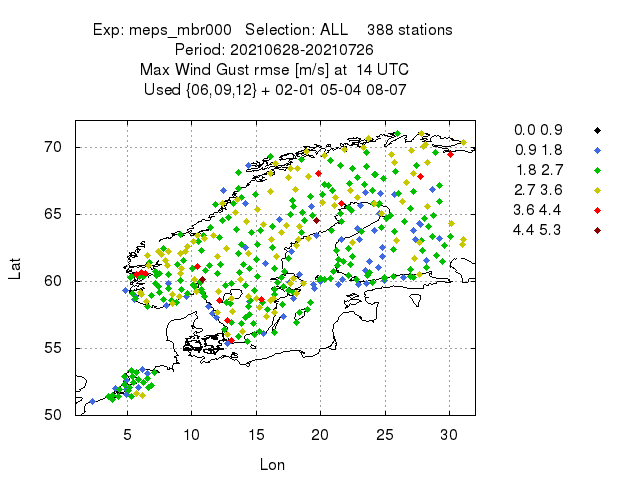 Exp: meps_mbr000   Selection: ALL    388 stations
Period: 20210628-20210726
Max Wind Gust rmse [m/s] at  14 UTC
Used {06,09,12} + 02-01 05-04 08-07
0.0 0.9
0.9 1.8
1.8 2.7
2.7 3.6
3.6 4.4
4.4 5.3
70
65
60
55
50
Lat
5 10 15 20 25 30
Lon